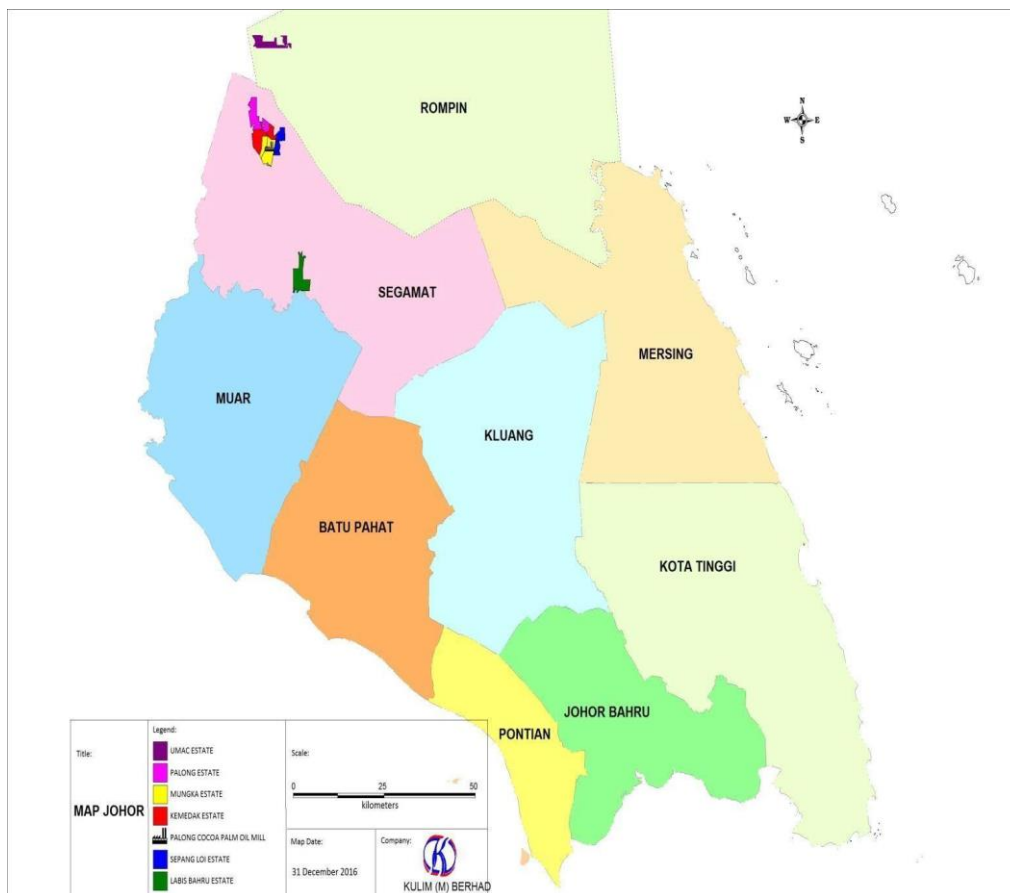 ROMPIN
N
W E
S
SEGAMAT
MERSING
MUAR
KLUANG
BATU PAHAT
KOTA TINGGI
JOHOR BAHRU
PONTIAN
Title:
MAP JOHOR
Legend:
UMAC ESTATE
PALONG ESTATE
MUNGKA ESTATE
KEMEDAK ESTATE
PALONG COCOA PALM OIL MILL
SEPANG LOI ESTATE
LABIS BAHRU ESTATE
Scale:
0 25 50
kilometers
Map Date:
31 December 2016
Company:
KULIM (M) BERHAD